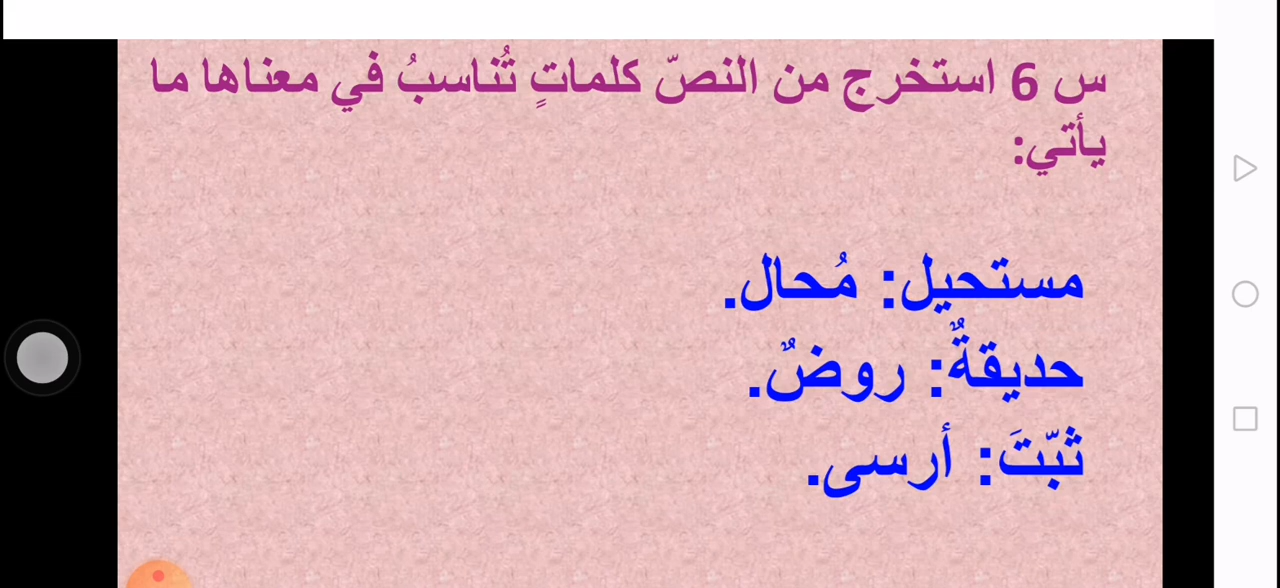 س 6 استخرج من النصّ كلماتٍ تُناسبُ في معناها ما
يأتي:
مستحيل: مُحال.
حديقةٌ: روضٌ.
ثبّتَ: أرسى.